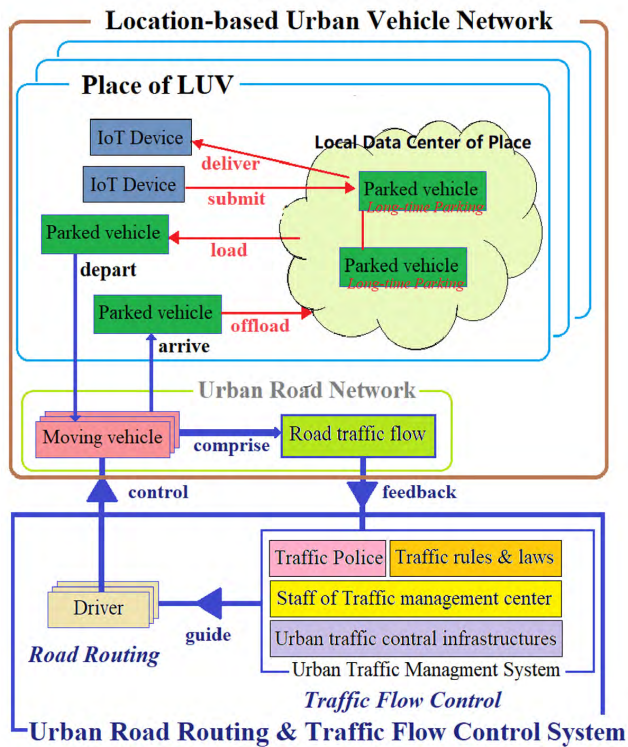 Location-based Urban Vehicle Network
Place of LUV
Local Data Center of Place
IoT Device
deliver
IoT Device
submit
Parked vehicle
Long-time Parking
Parked vehicle
load
depart
Parked vehicle
Long-time Parking
Parked vehicle
offload
arrive
Urban Road Network
Moving vehicle
comprise
Road traffic flow
control
feedback
Traffic Police
Traffic rules & laws
Staff of Traffic management center
Urban traffic contral infrastructures
Urban Traffic Managment System
Driver
guide
Road Routing
Traffic Flow Control
Urban Road Routing & Traffic Flow Control System